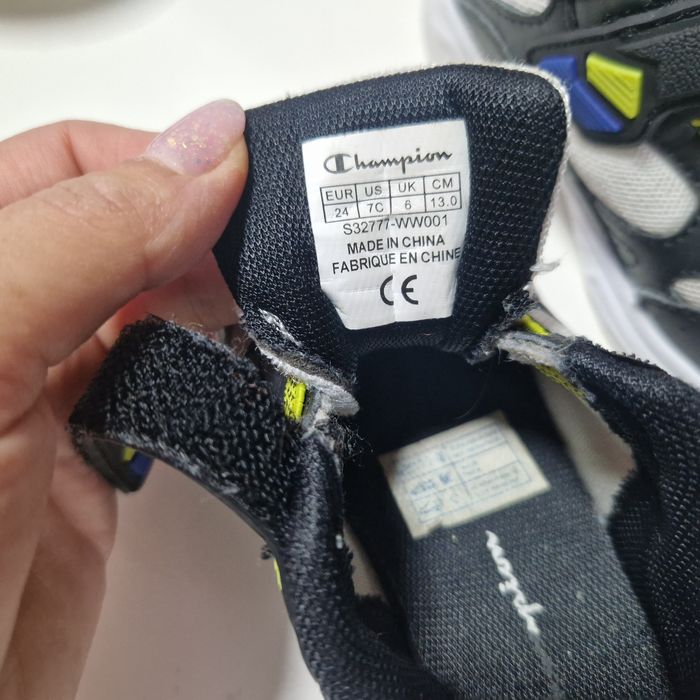 Champion
EUR US UK CM
24 7C 6 13.0
S32777-WW001
MADE IN CHINA
FABRIQUE EN CHINE
CE